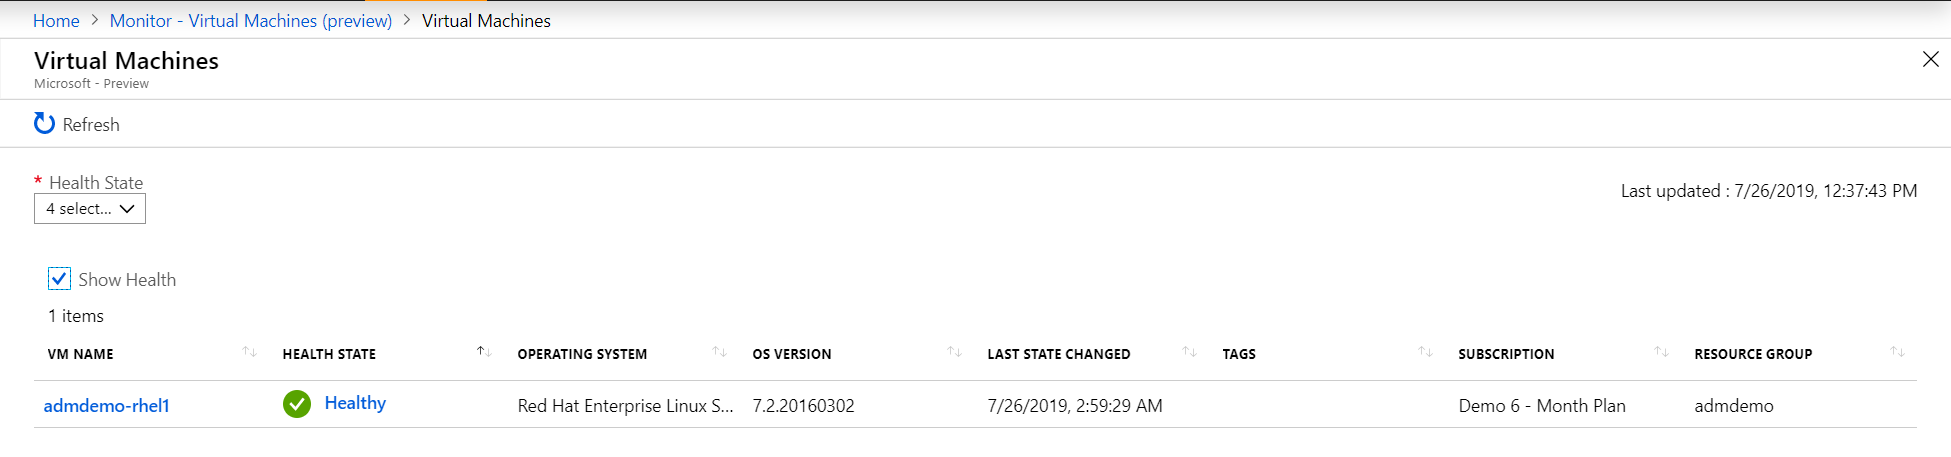 Home > Monitor - Virtual Machines (preview) > Virtual Machines
Virtual Machines
Microsoft - Preview
Refresh
* Health State
4 select...
Last updated : 7/26/2019, 12:37:43 PM
Show Health
1 items
VM NAME HEALTH STATE OPERATING SYSTEM OS VERSION LAST STATE CHANGED TAGS SUBSCRIPTION RESOURCE GROUP
admdemo-rhel1 Healthy Red Hat Enterprise Linux S... 7.2.20160302 7/26/2019, 2:59:29 AM Demo 6 - Month Plan admdemo